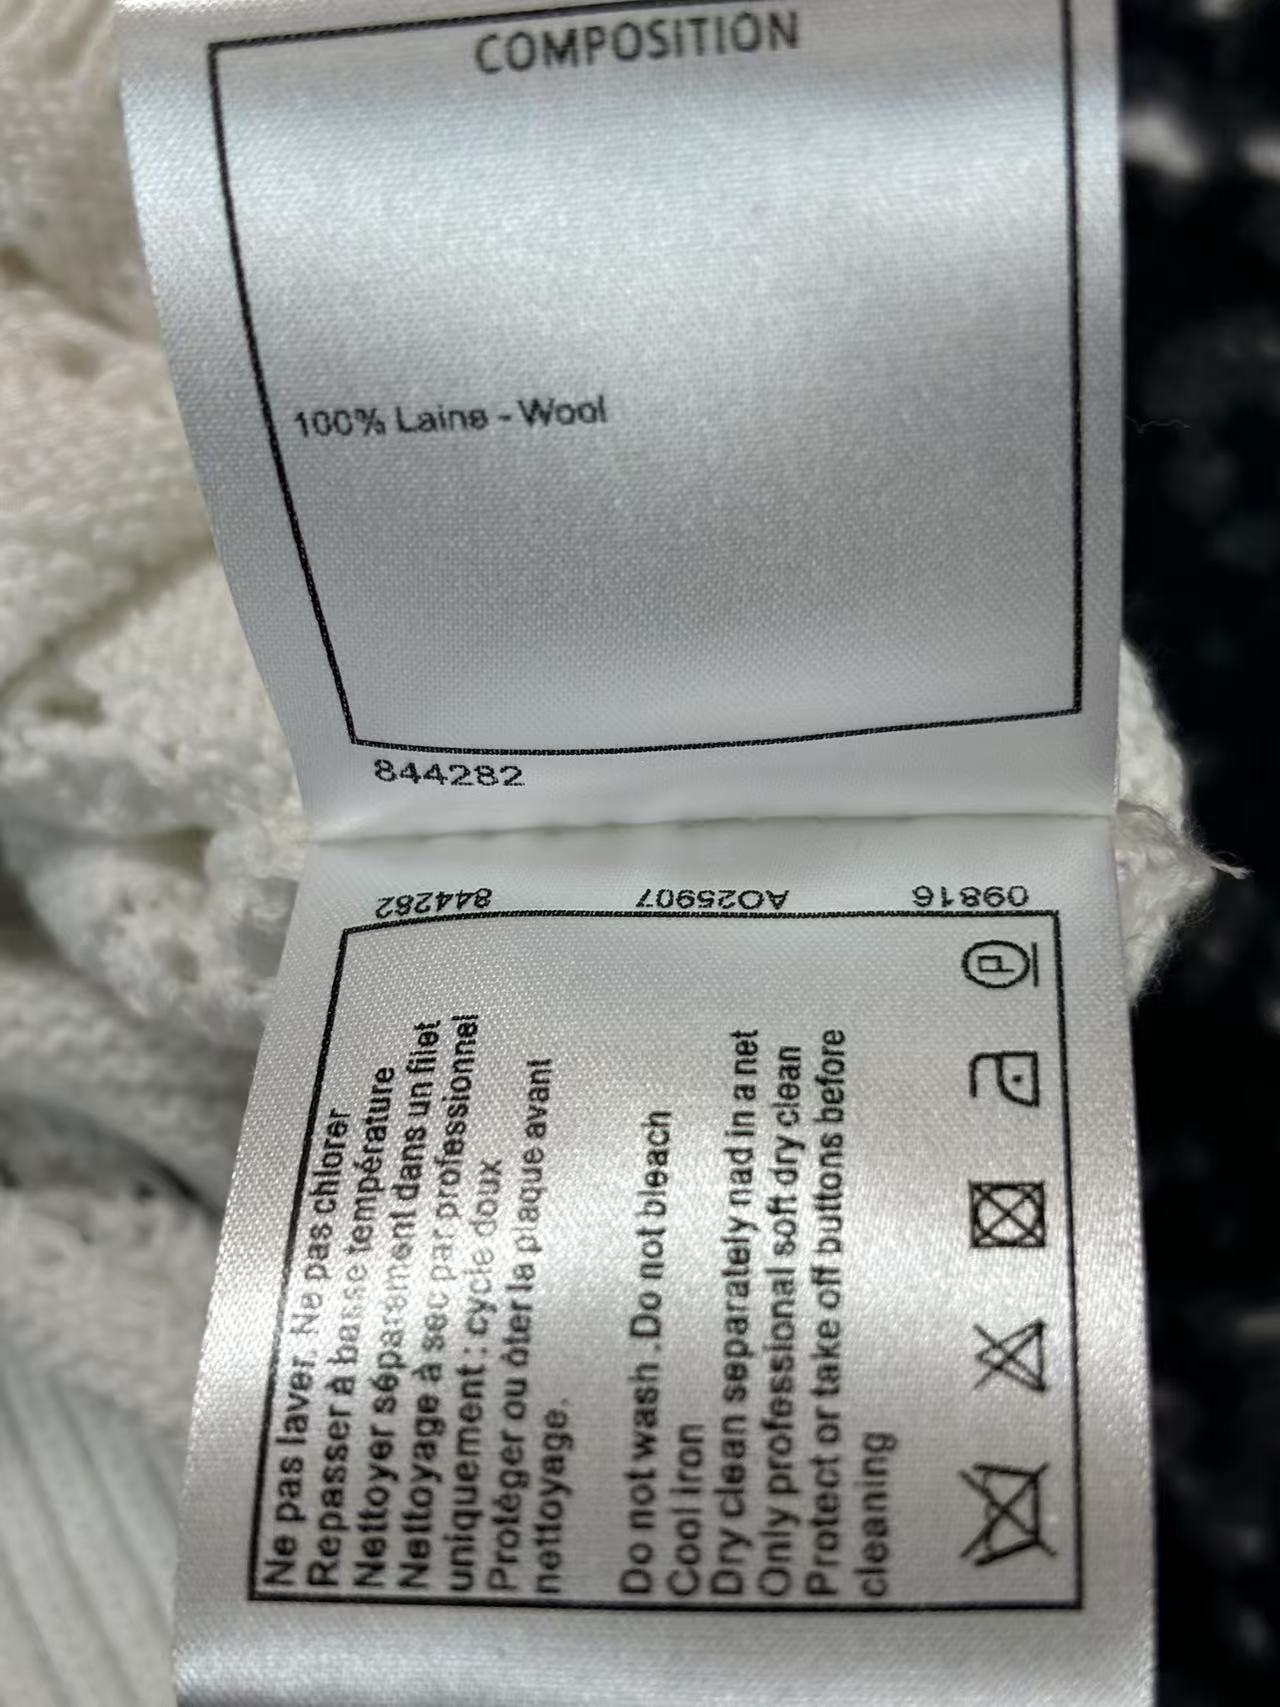 COMPOSITION
100% Laine - Wool
844282
844282 AO25907 09816
Ne pas laver. Ne pas chlorer
Repasser à basse température
Nettoyer séparément dans un filet
Nettoyage à sec par professionnel
uniquement : cycle doux
Protéger ou ôter la plaque avant
nettoyage.
Do not wash .Do not bleach
Cool iron
Dry clean separately nad in a net
Only professional soft dry clean
Protect or take off buttons before
cleaning
P